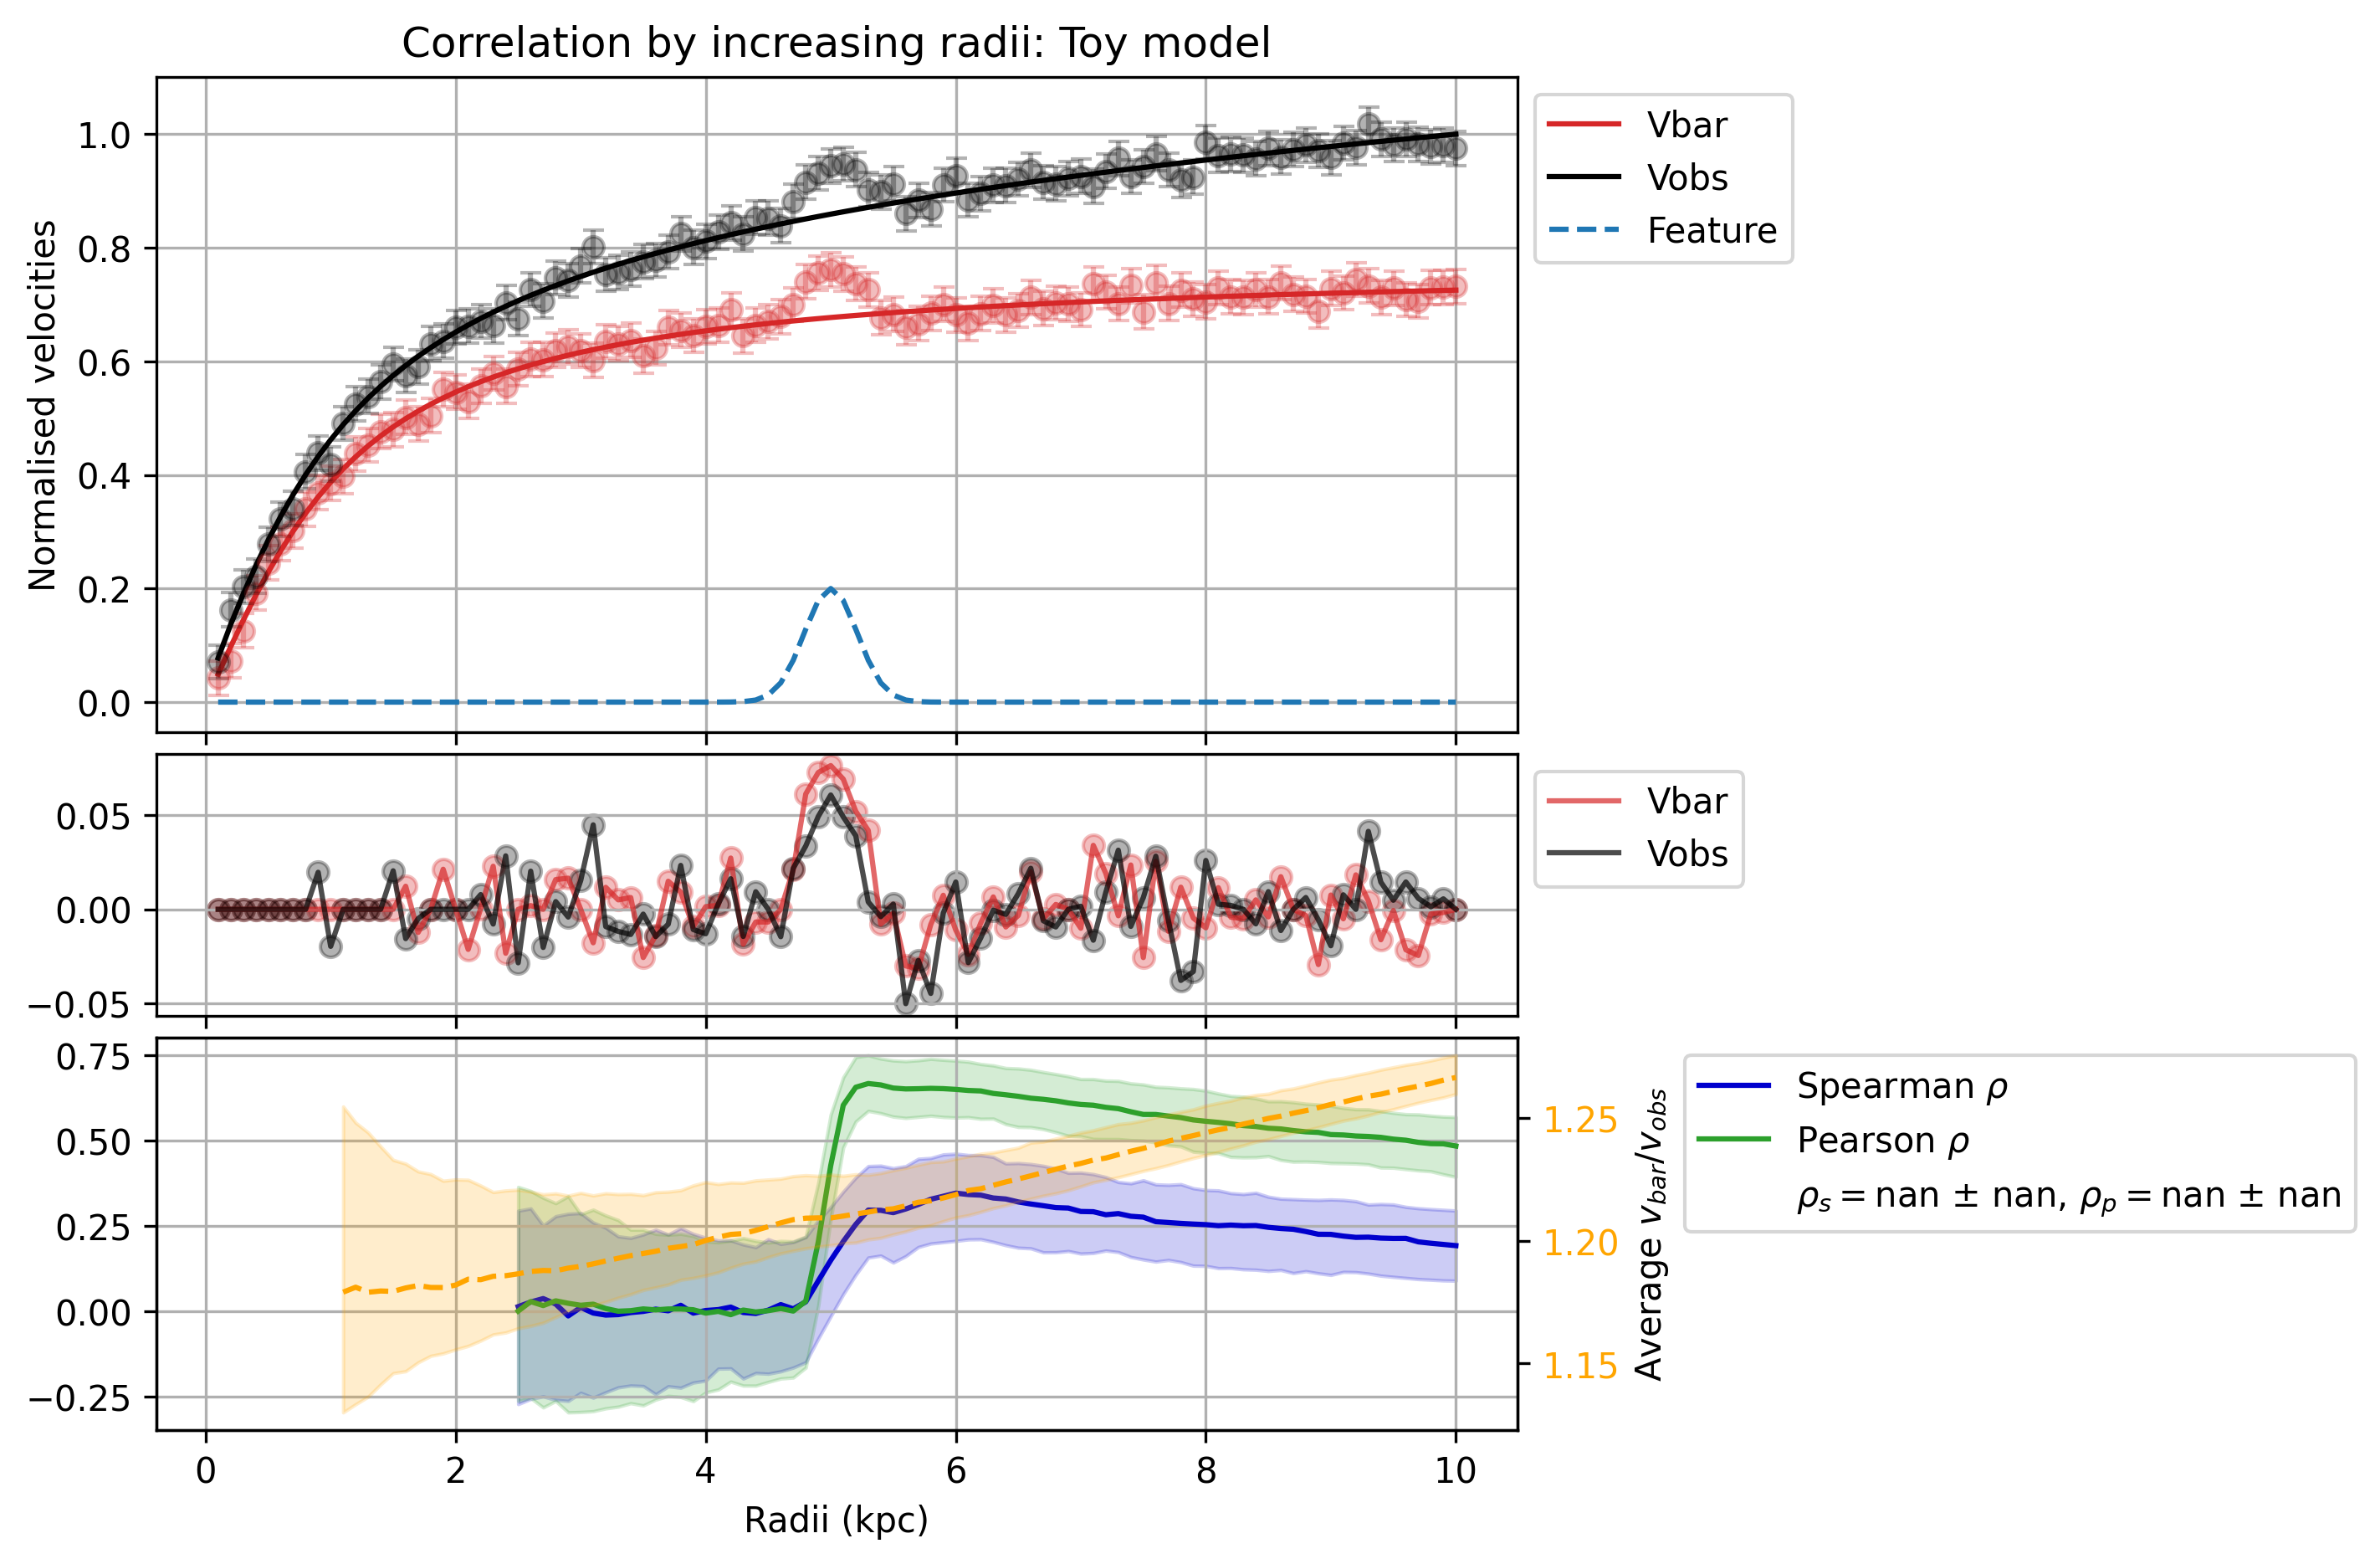 Correlation by increasing radii: Toy model
Normalised velocities
1.0
0.8
0.6
0.4
0.2
0.0
Vbar
Vobs
Feature
0.05
0.00
−0.05
Vbar
Vobs
0.75
0.50
0.25
0.00
−0.25
1.25
1.20
1.15
Average v_bar/v_obs
Spearman ρ
Pearson ρ
ρ_s = nan ± nan, ρ_p = nan ± nan
0 2 4 6 8 10
Radii (kpc)